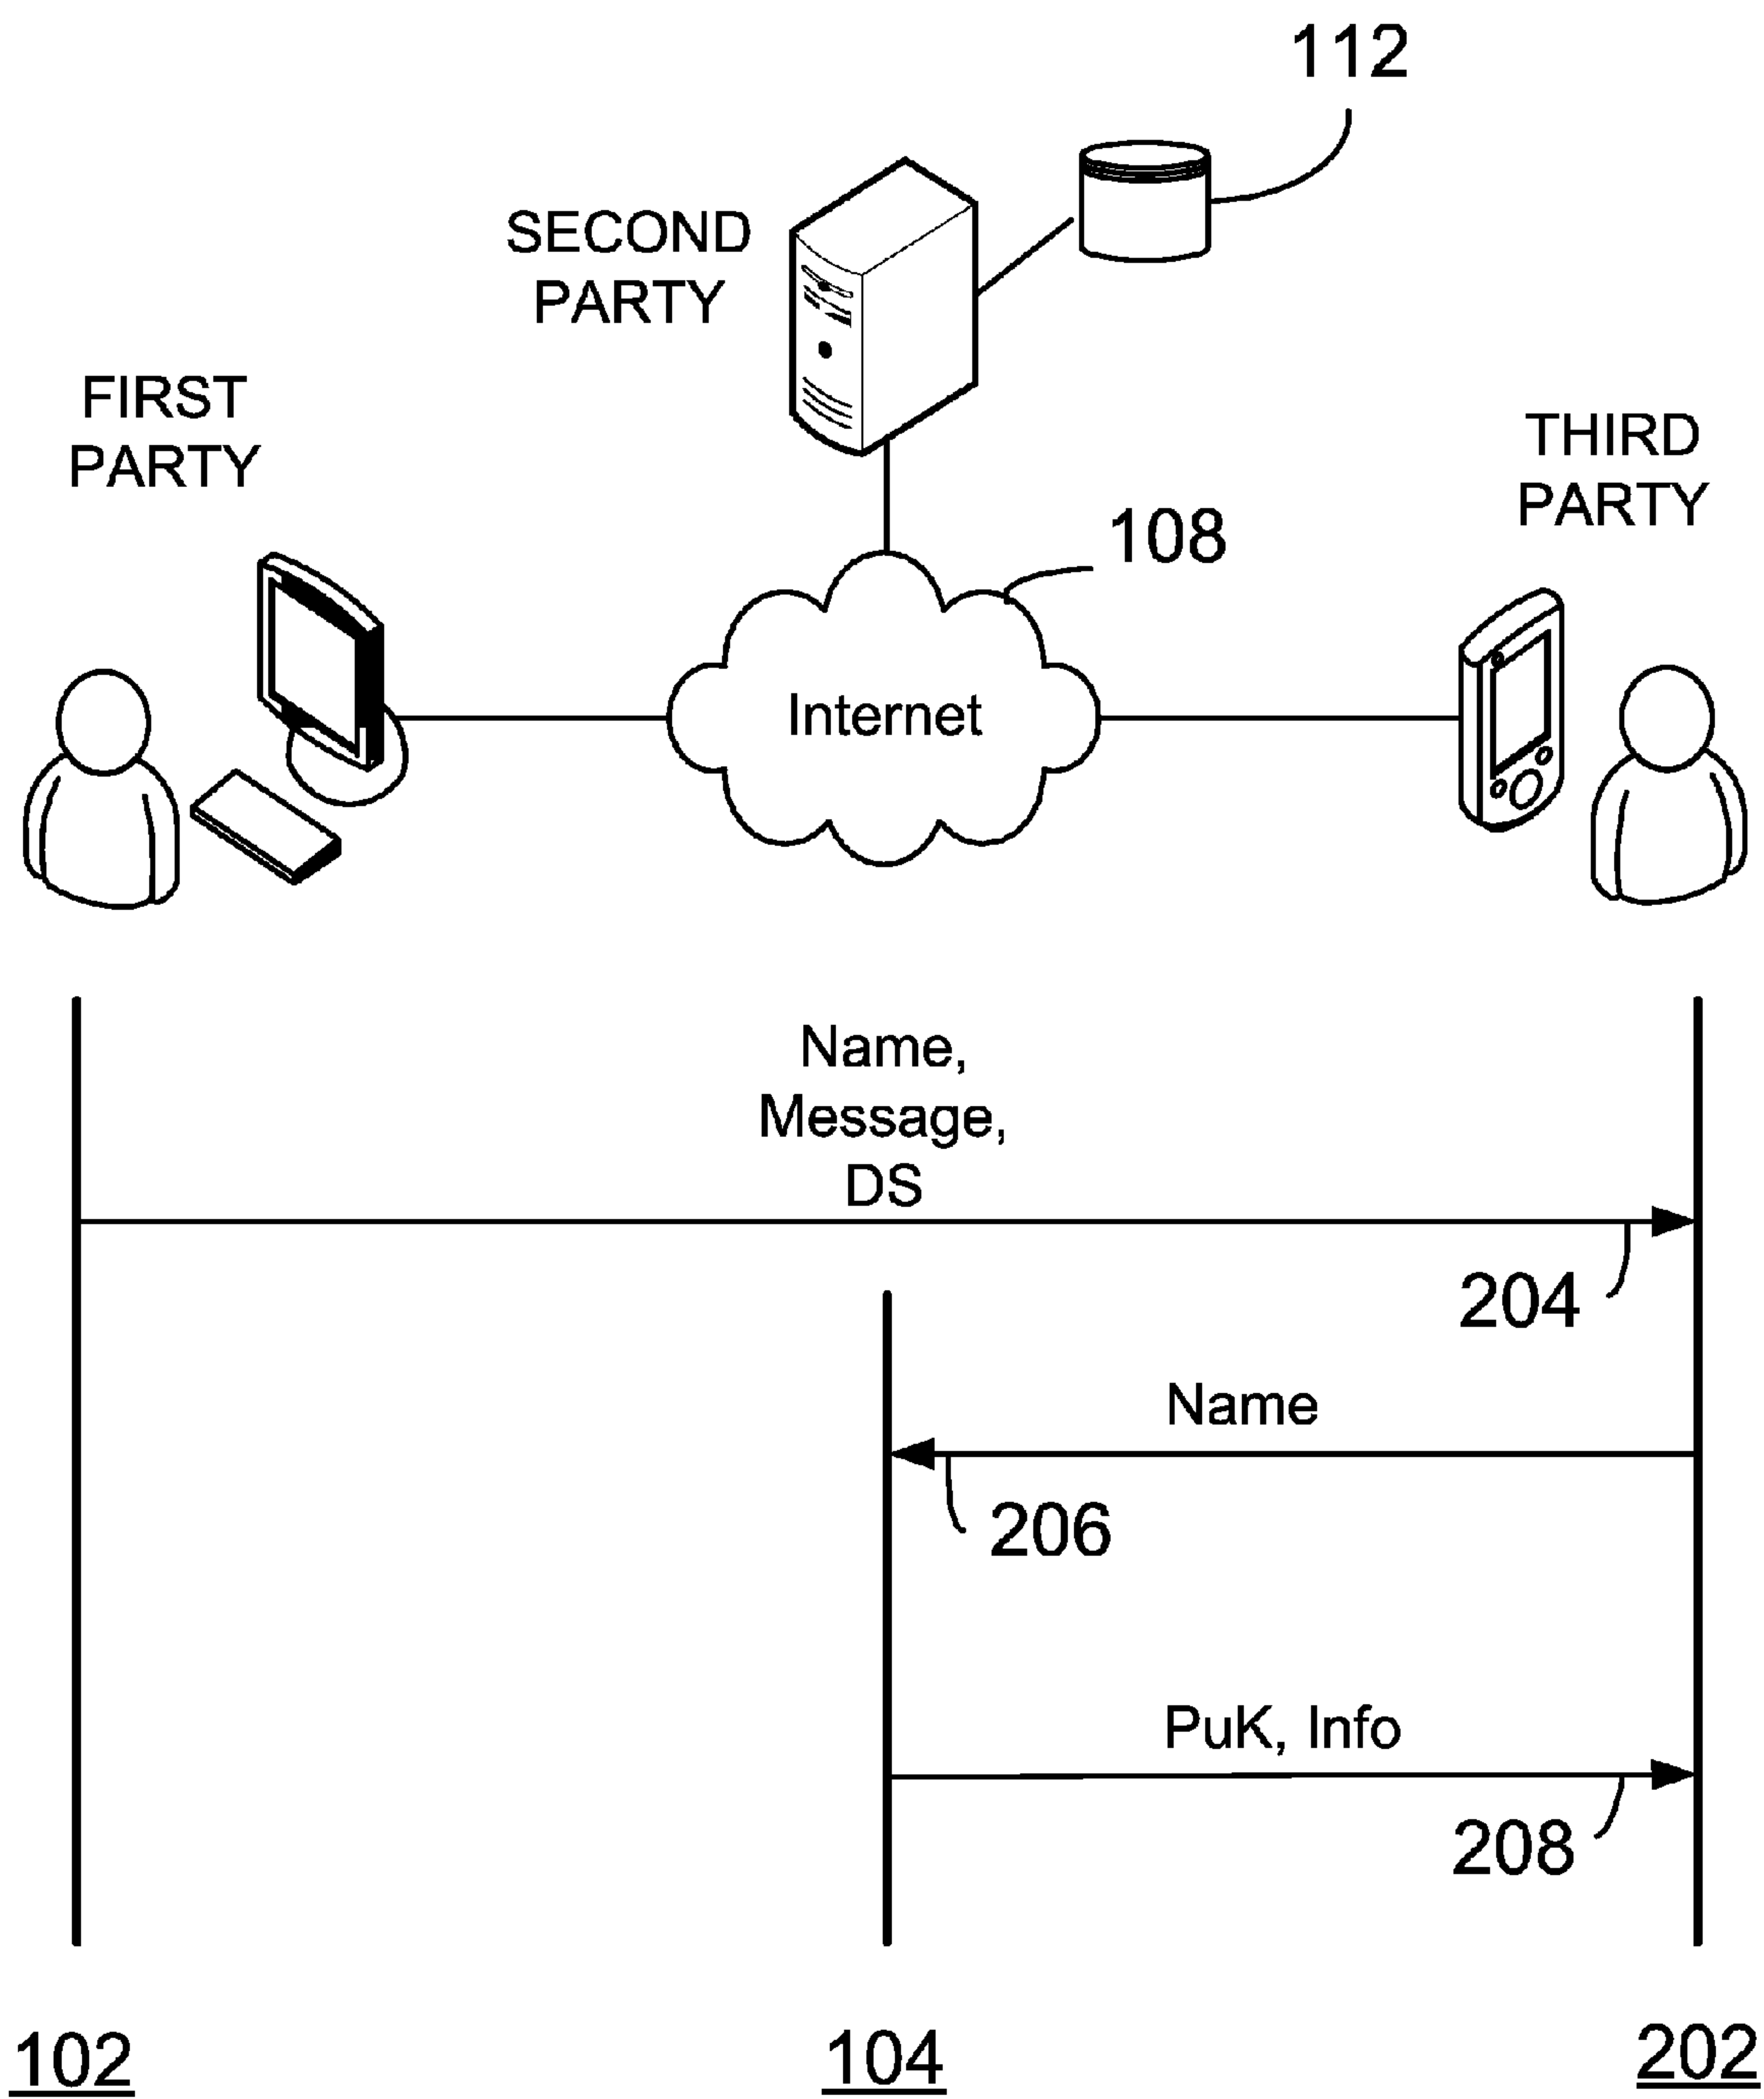 112
SECOND
PARTY
FIRST
PARTY
THIRD
PARTY
108
Internet
Name,
Message,
DS
204
Name
206
PuK, Info
208
102
104
202